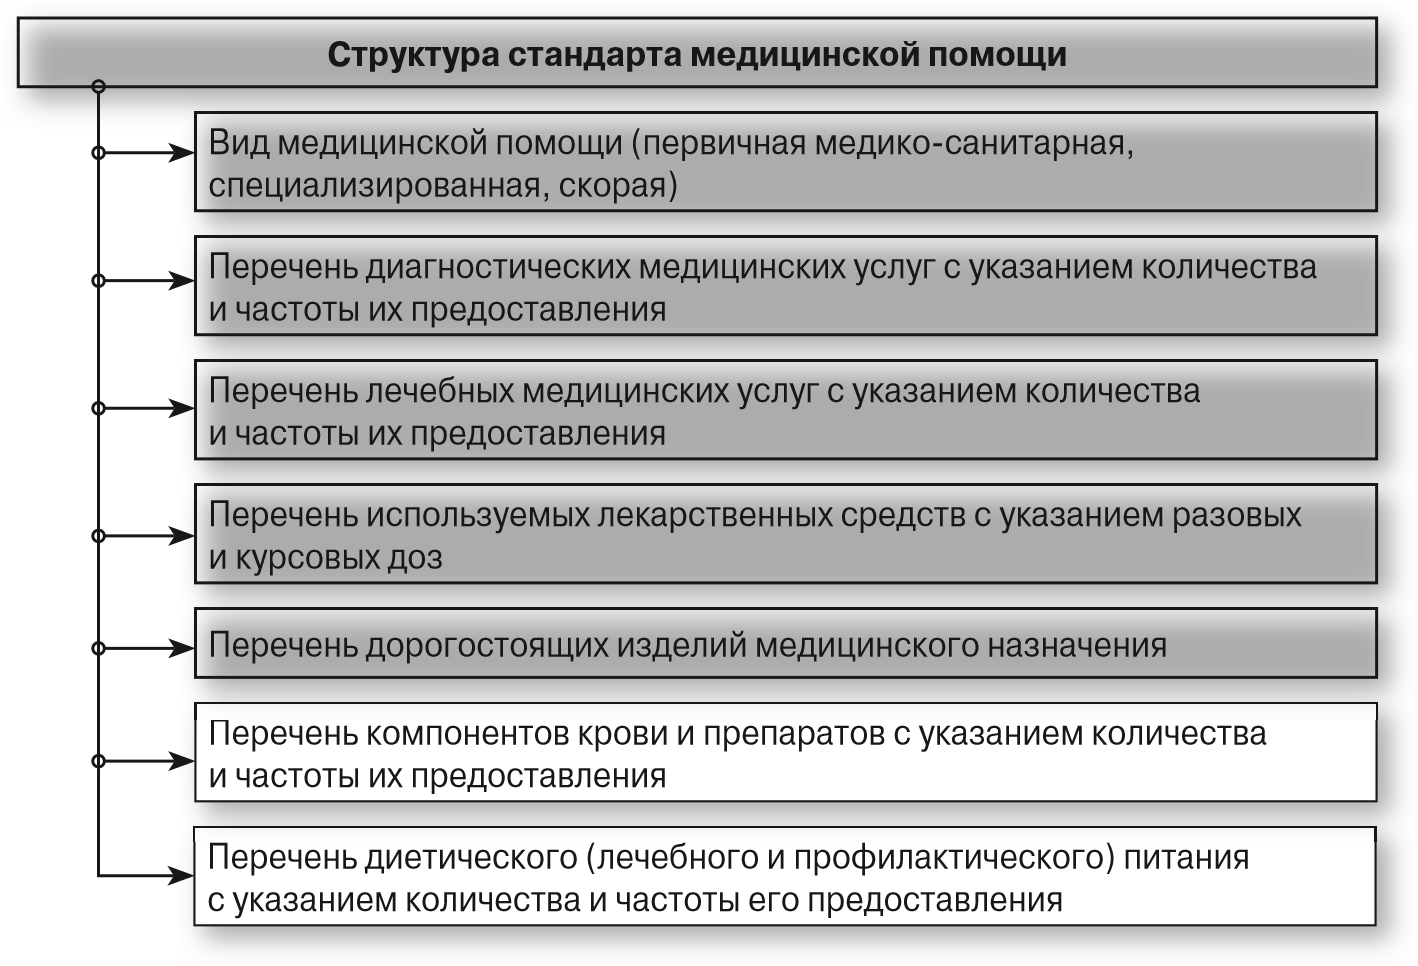 Структура стандарта медицинской помощи
Вид медицинской помощи (первичная медико-санитарная,
специализированная, скорая)
Перечень диагностических медицинских услуг с указанием количества
и частоты их предоставления
Перечень лечебных медицинских услуг с указанием количества
и частоты их предоставления
Перечень используемых лекарственных средств с указанием разовых
и курсовых доз
Перечень дорогостоящих изделий медицинского назначения
Перечень компонентов крови и препаратов с указанием количества
и частоты их предоставления
Перечень диетического (лечебного и профилактического) питания
с указанием количества и частоты его предоставления